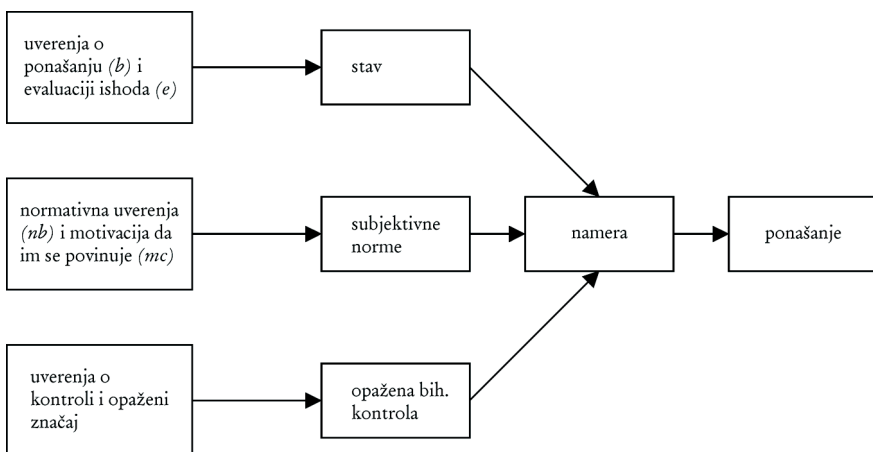 uverenja o
ponašanju (b) i
evaluaciji ishoda (e)
stav
normativna uverenja
(nb) i motivacija da
im se povinuje (mc)
subjektivne
norme
namera
ponašanje
uverenja o
kontroli i opaženi
značaj
opažena bih.
kontrola